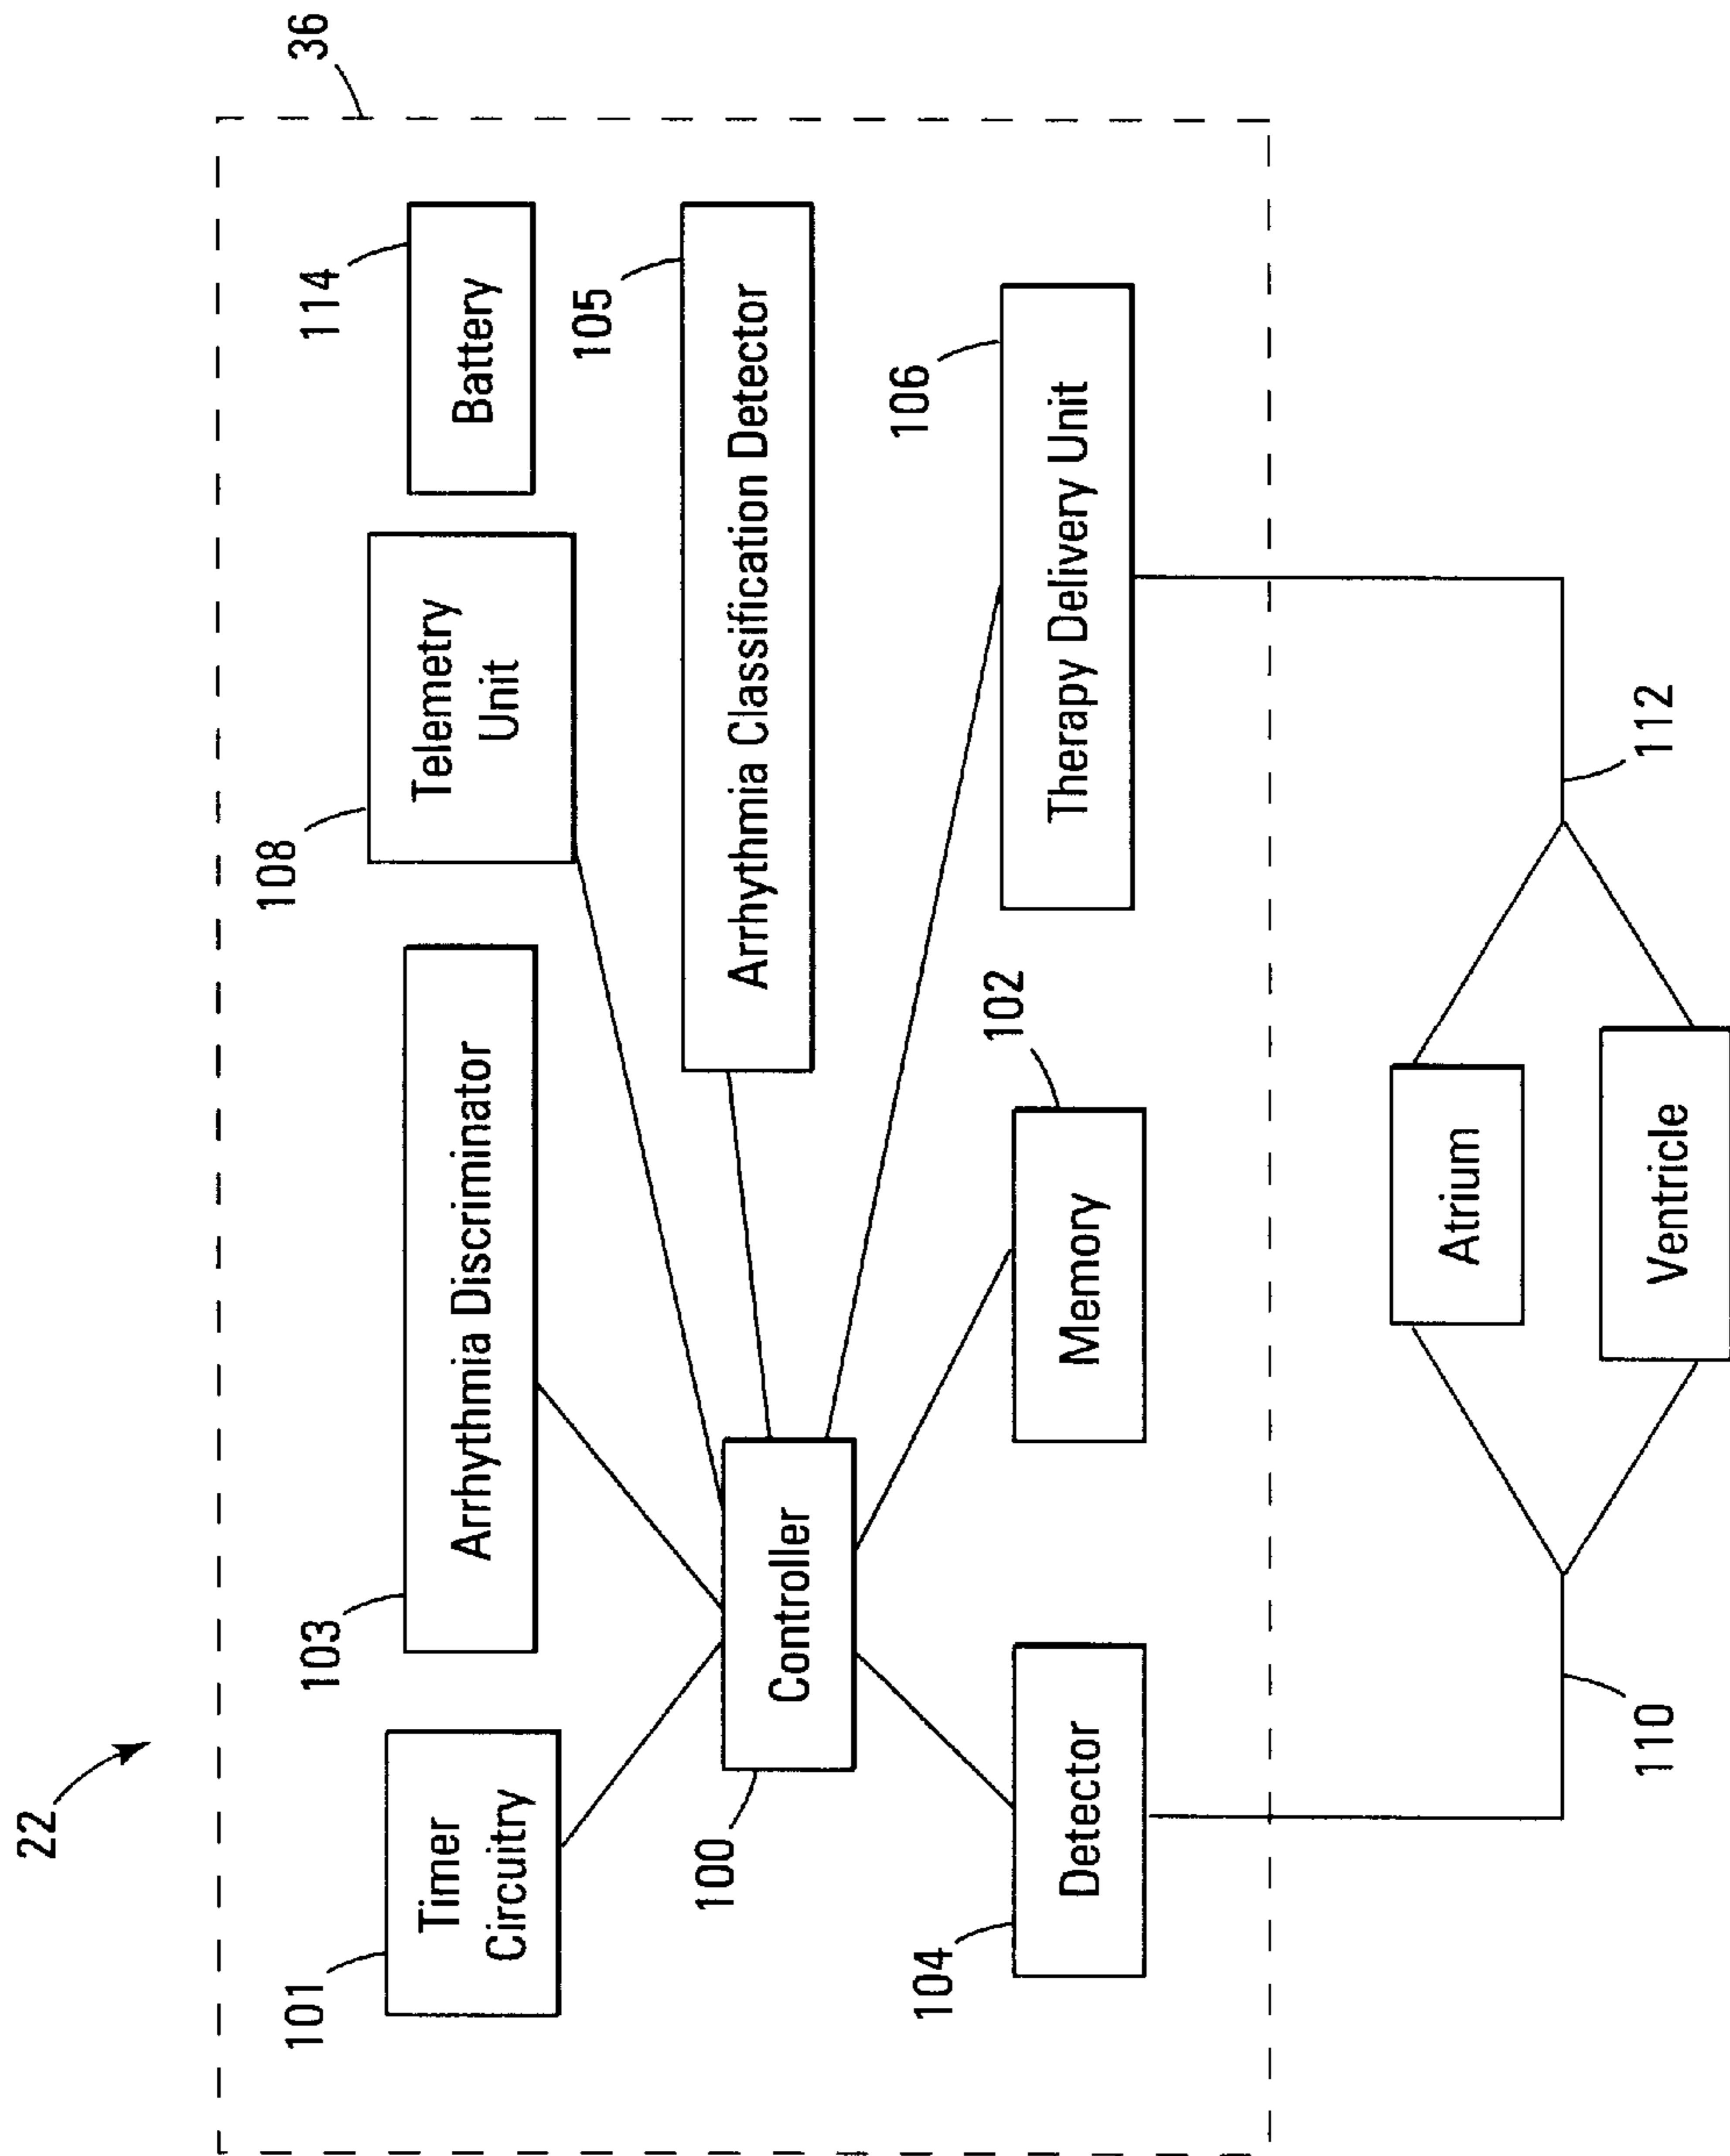 22
36
101
Timer
Circuitry
103
Arrhythmia Discriminator
108
Telemetry
Unit
114
Battery
100
Controller
105
Arrhythmia Classification Detector
104
Detector
102
Memory
106
Therapy Delivery Unit
110
Atrium
Ventricle
112